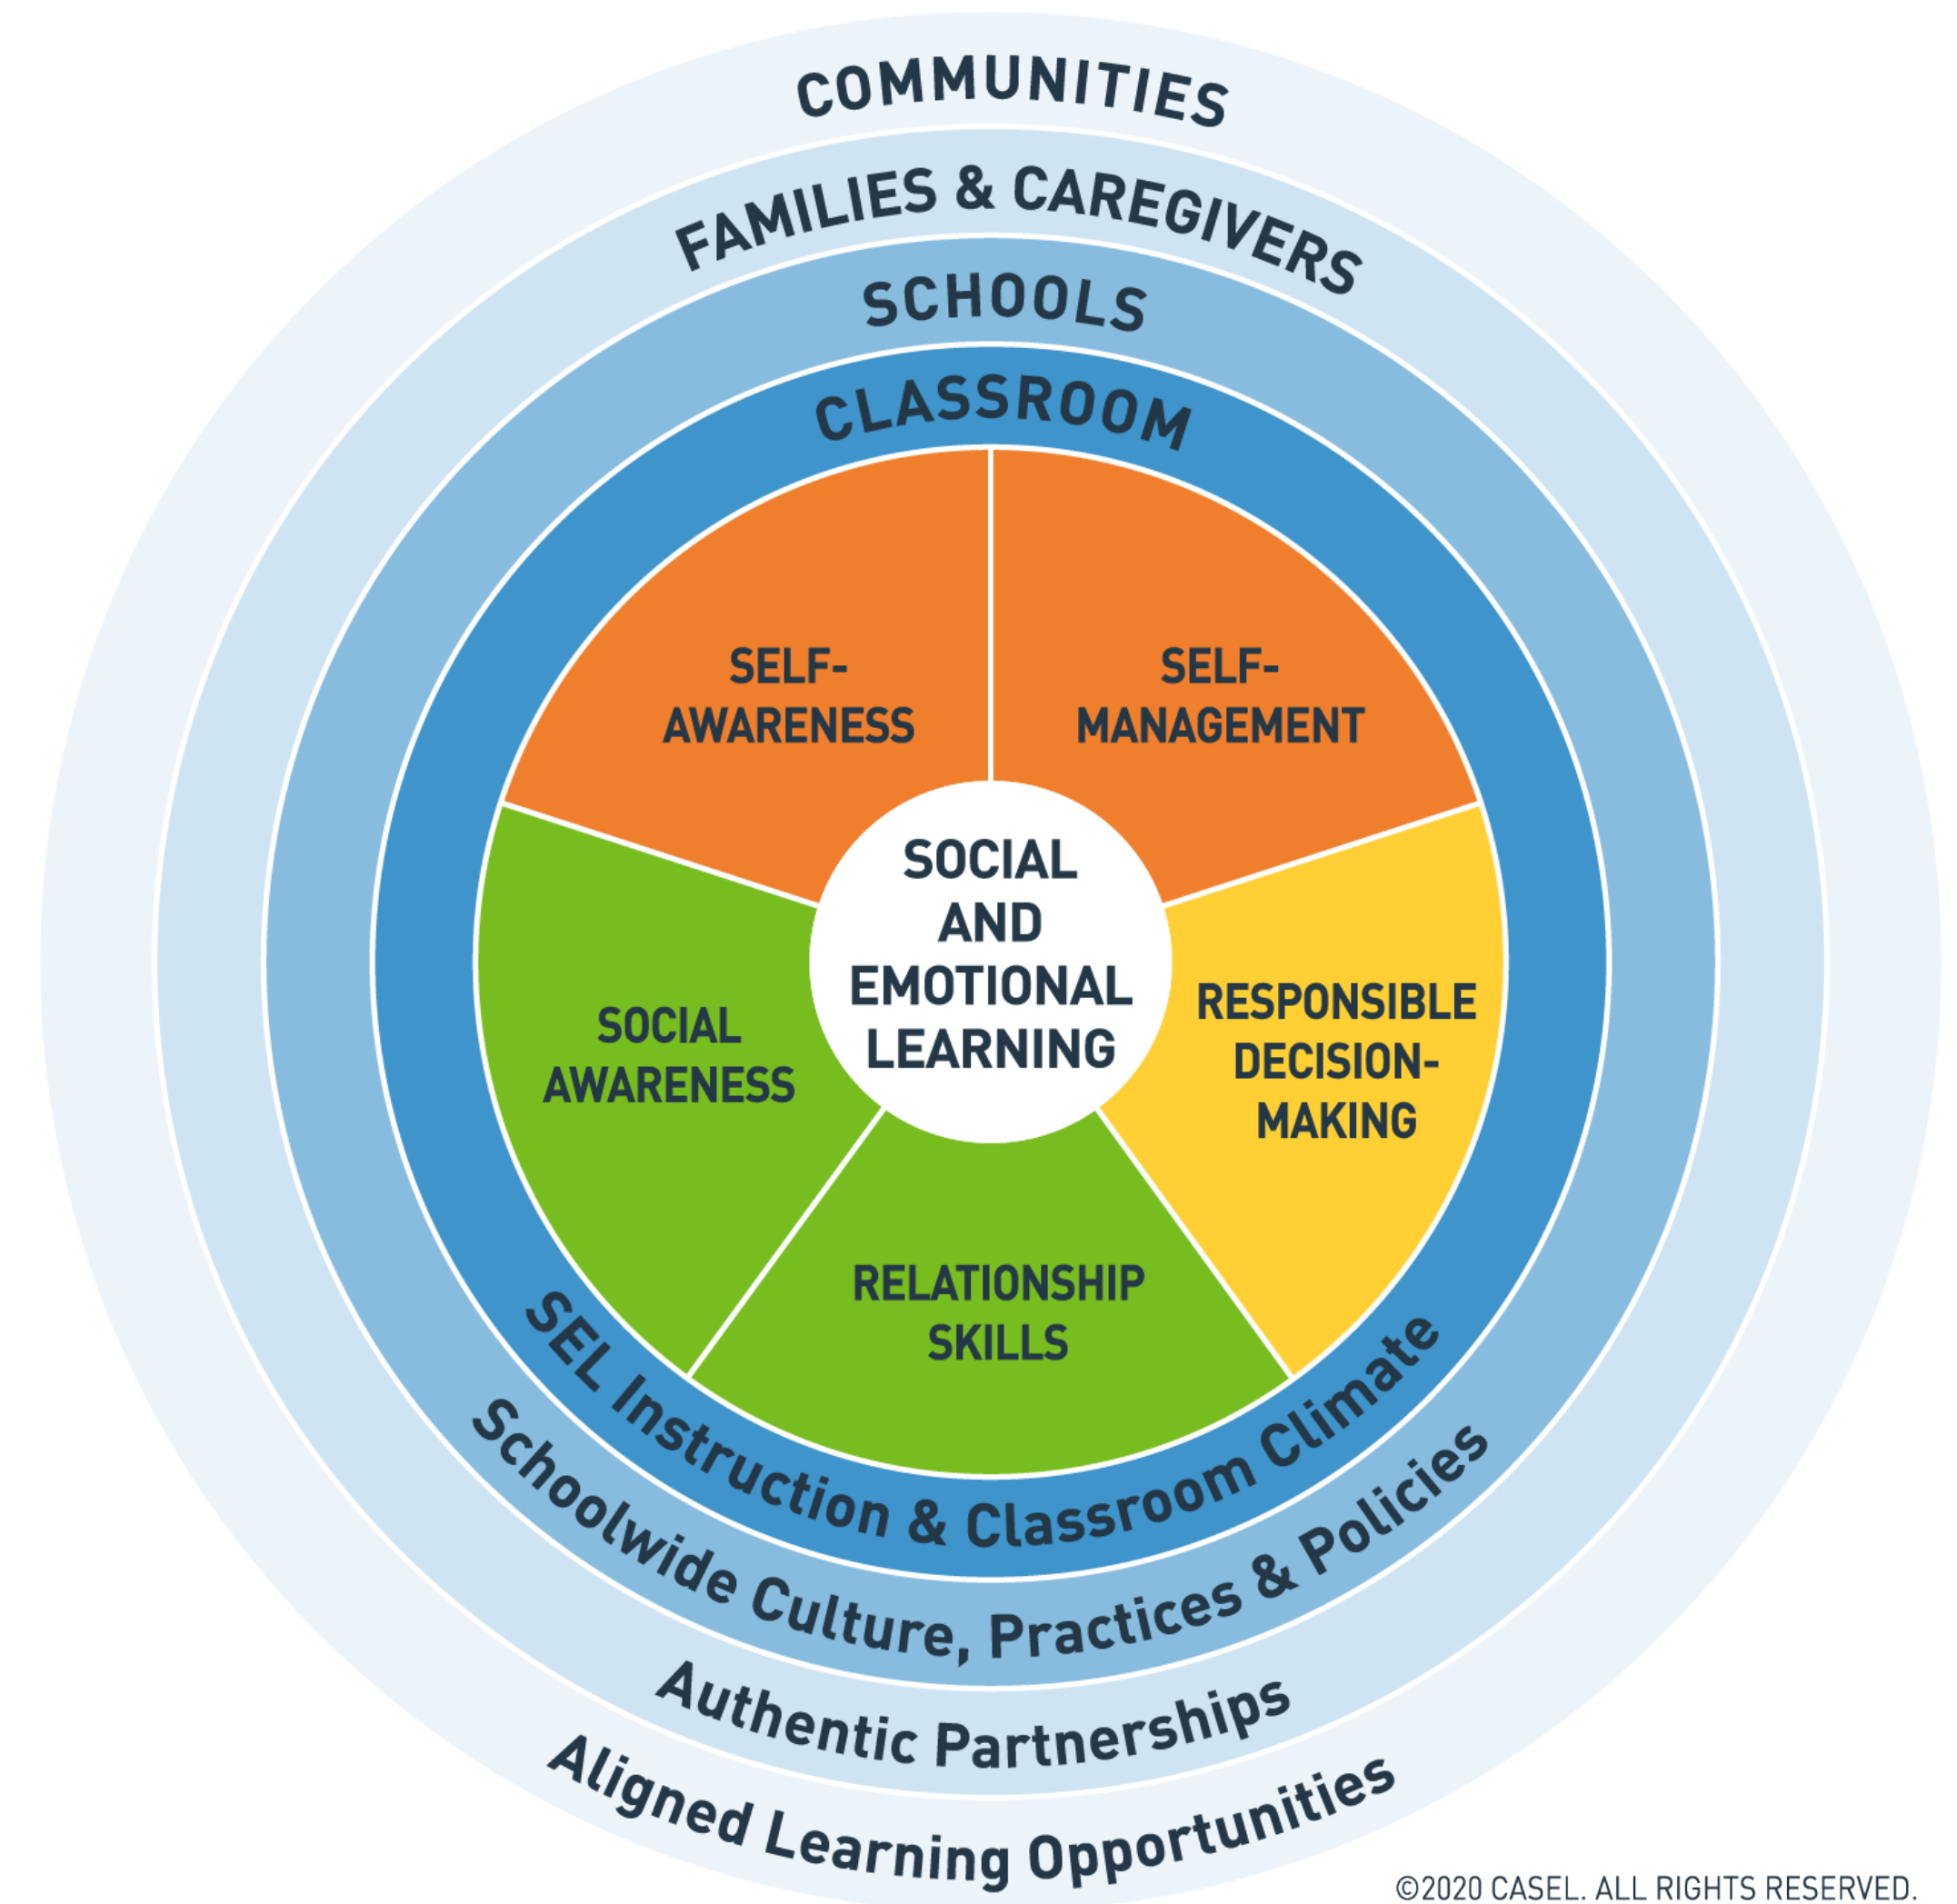 COMMUNITIES
FAMILIES & CAREGIVERS
SCHOOLS
CLASSROOM
SELF-
AWARENESS
SELF-
MANAGEMENT
SOCIAL
AND
EMOTIONAL
LEARNING
SOCIAL
AWARENESS
RESPONSIBLE
DECISION-
MAKING
RELATIONSHIP
SKILLS
SEL Instruction & Classroom Climate
Schoolwide Culture, Practices & Policies
Authentic Partnerships
Aligned Learning Opportunities
©2020 CASEL. ALL RIGHTS RESERVED.